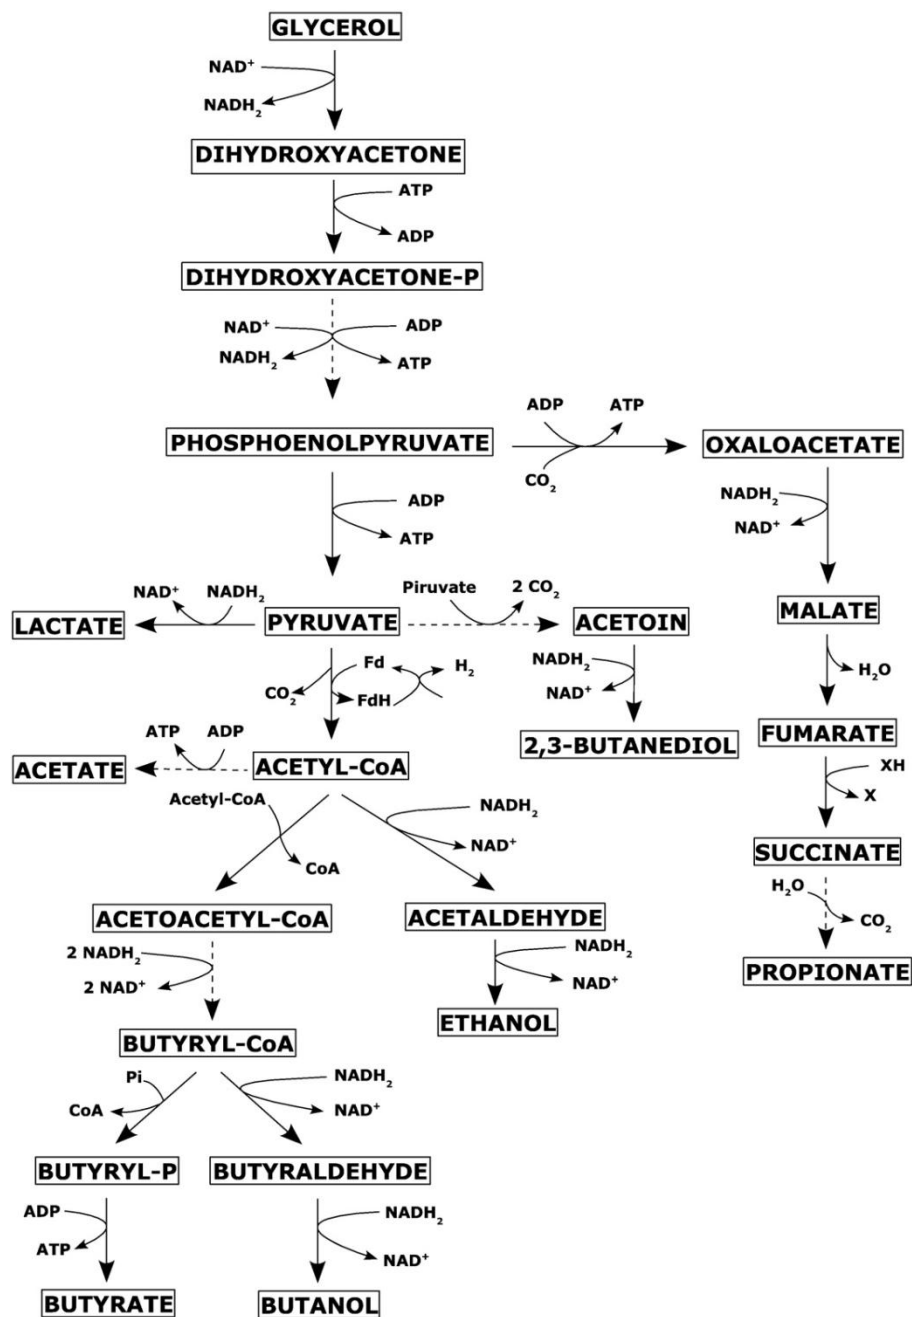 GLYCEROL
NAD⁺
NADH₂
DIHYDROXYACETONE
ATP
ADP
DIHYDROXYACETONE-P
NAD⁺ ADP
NADH₂ ATP
ADP ATP
PHOSPHOENOLPYRUVATE OXALOACETATE
CO₂
NADH₂
ADP
NAD⁺
ATP
NAD⁺ NADH₂ Piruvate 2 CO₂
LACTATE PYRUVATE ACETOIN MALATE
Fd H₂ NADH₂
H₂O
CO₂ FdH NAD⁺
ATP ADP
2,3-BUTANEDIOL FUMARATE
ACETATE ACETYL-CoA
XH
Acetyl-CoA NADH₂
X
NAD⁺
CoA
SUCCINATE
H₂O
ACETOACETYL-CoA ACETALDEHYDE
CO₂
2 NADH₂ NADH₂
2 NAD⁺ NAD⁺
PROPIONATE
ETHANOL
BUTYRYL-CoA
Pi NADH₂
CoA NAD⁺
BUTYRYL-P BUTYRALDEHYDE
ADP NADH₂
ATP NAD⁺
BUTYRATE BUTANOL